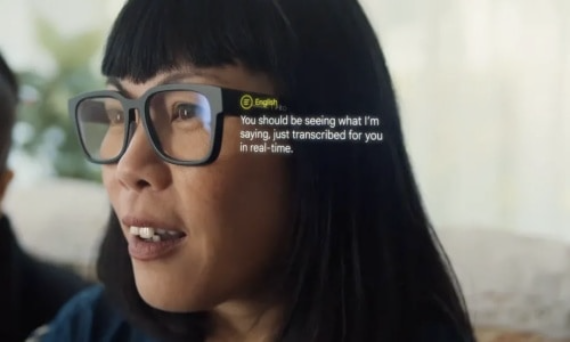 English
You should be seeing what I'm
saying, just transcribed for you
in real-time.